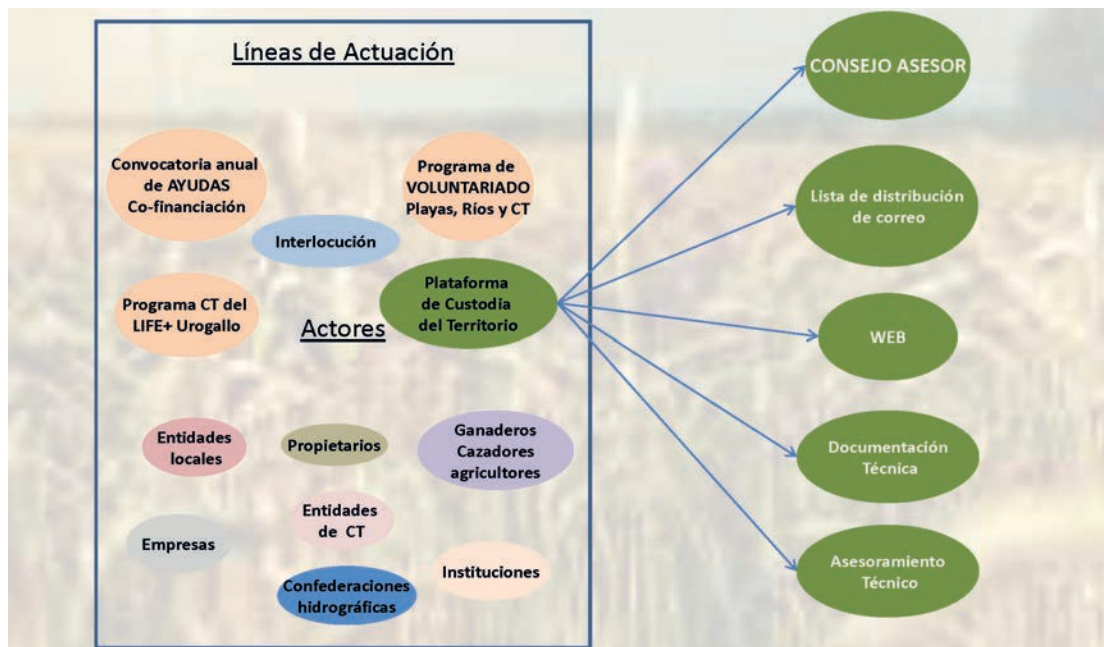 Líneas de Actuación
Convocatoria anual
de AYUDAS
Co-financiación
Programa de
VOLUNTARIADO
Playas, Ríos y CT
Interlocución
Programa CT del
LIFE+ Urogallo
Plataforma
de Custodia
del Territorio
Actores
Entidades
locales
Propietarios
Ganaderos
Cazadores
agricultores
Entidades
de CT
Empresas
Instituciones
Confederaciones
hidrográficas
CONSEJO ASESOR
Lista de distribución
de correo
WEB
Documentación
Técnica
Asesoramiento
Técnico